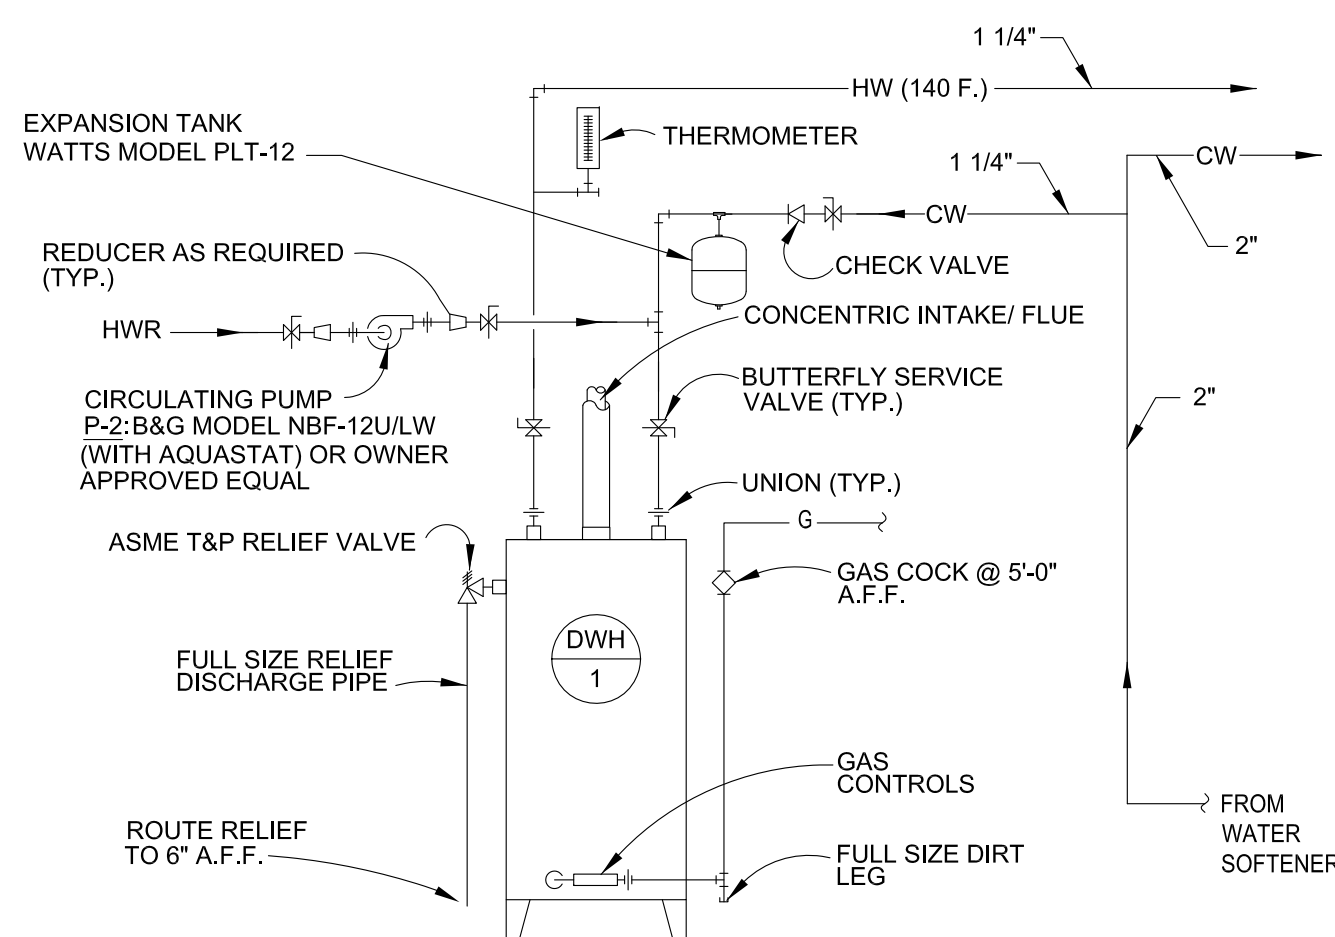 1 1/4"
HW (140 F.)
EXPANSION TANK
WATTS MODEL PLT-12
THERMOMETER
1 1/4"
CW
CW
2"
REDUCER AS REQUIRED
(TYP.)
CHECK VALVE
HWR
CONCENTRIC INTAKE/ FLUE
CIRCULATING PUMP
P-2:B&G MODEL NBF-12U/LW
(WITH AQUASTAT) OR OWNER
APPROVED EQUAL
BUTTERFLY SERVICE
VALVE (TYP.)
2"
UNION (TYP.)
G
ASME T&P RELIEF VALVE
GAS COCK @ 5'-0"
A.F.F.
DWH
1
FULL SIZE RELIEF
DISCHARGE PIPE
GAS
CONTROLS
FROM
WATER
SOFTENER
ROUTE RELIEF
TO 6" A.F.F.
FULL SIZE DIRT
LEG